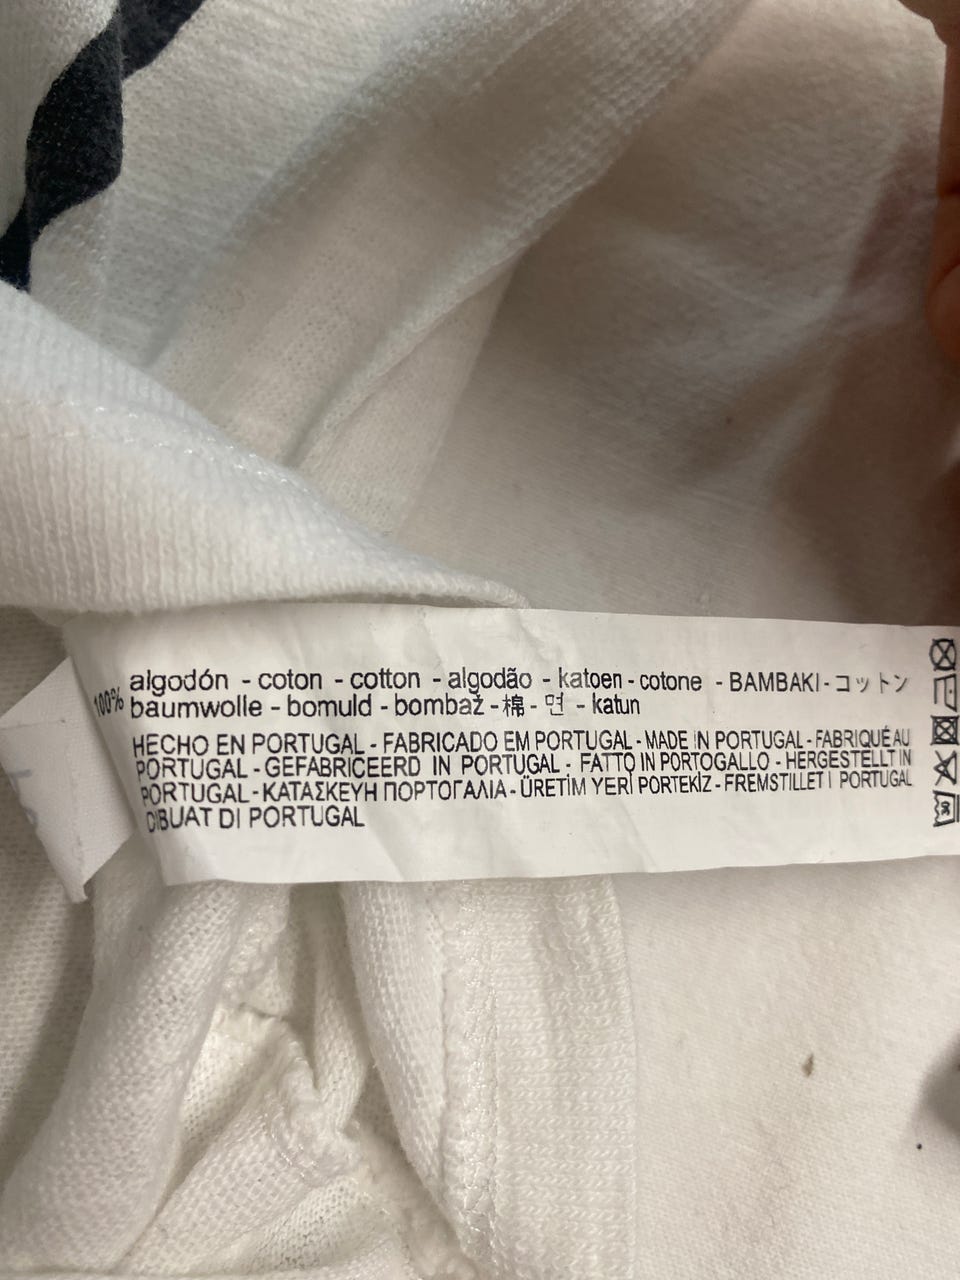 100%
algodón - coton - cotton - algodão - katoen - cotone - BAMBAKI - コットン
baumwolle - bomuld - bombaž - 棉 - 면 - katun
HECHO EN PORTUGAL - FABRICADO EM PORTUGAL - MADE IN PORTUGAL - FABRIQUÉ AU
PORTUGAL - GEFABRICEERD IN PORTUGAL - FATTO IN PORTOGALLO - HERGESTELLT IN
PORTUGAL - ΚΑΤΑΣΚΕΥΗ ΠΟΡΤΟΓΑΛΙΑ - ÜRETİM YERİ PORTEKİZ - FREMSTILLET I PORTUGAL
DIBUAT DI PORTUGAL